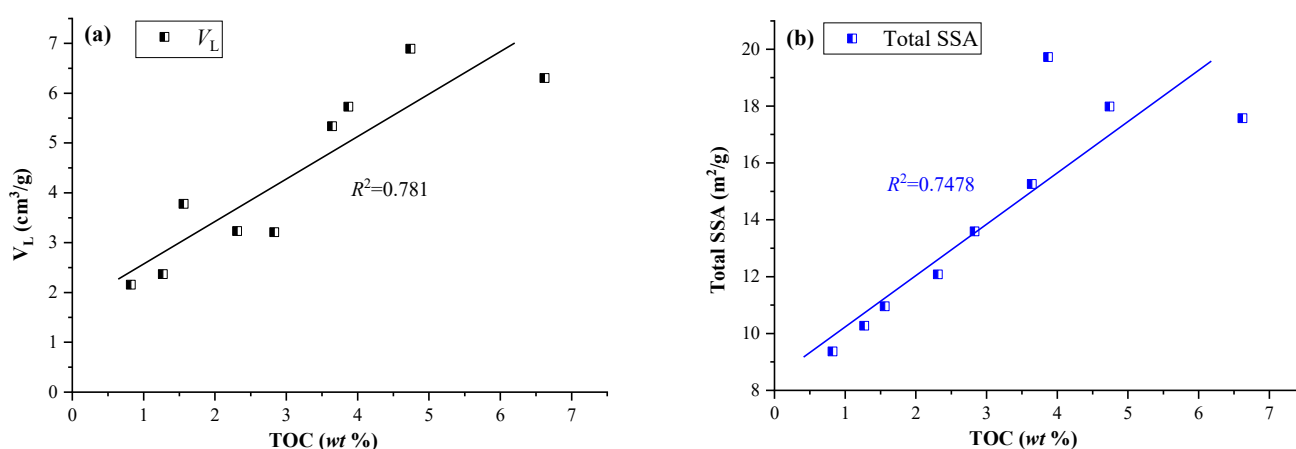 (a) V_L
7
6
5
4
3
2
1
0
V_L (cm³/g)
R²=0.781
0 1 2 3 4 5 6 7
TOC (wt %)
(b) Total SSA
20
18
16
14
12
10
8
Total SSA (m²/g)
R²=0.7478
0 1 2 3 4 5 6 7
TOC (wt %)